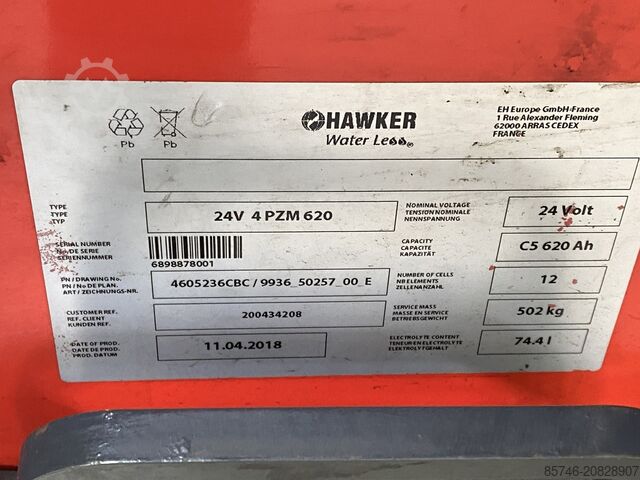 Pb
Pb
HAWKER
Water Less®
EH Europe GmbH-France
1 Rue Alexander Fleming
62000 ARRAS CEDEX
FRANCE
TYPE
TYPE
TYP
24V 4 PZM 620
NOMINAL VOLTAGE
TENSION NOMINALE
NENNSPANNUNG
24 Volt
SERIAL NUMBER
No DE SERIE
SERIENNUMMER
6898878001
CAPACITY
CAPACITE
KAPAZITÄT
C5 620 Ah
PN / DRAWING No.
PN / No DE PLAN
ART / ZEICHNUNGS-NR.
4605236CBC / 9936_50257_00_E
NUMBER OF CELLS
NB ELEMENTS
ZELLENANZAHL
12
CUSTOMER REF.
REF. CLIENT
KUNDEN REF.
200434208
SERVICE MASS
MASSE EN SERVICE
BETRIEBSGEWICHT
502 kg
DATE OF PROD.
DATE DE PROD.
PROD. DATUM
11.04.2018
ELECTROLYTE CONTENT
TENEUR EN ELECTROLYTE
ELEKTROLYTGEHALT
74.4 l
85746-20828907